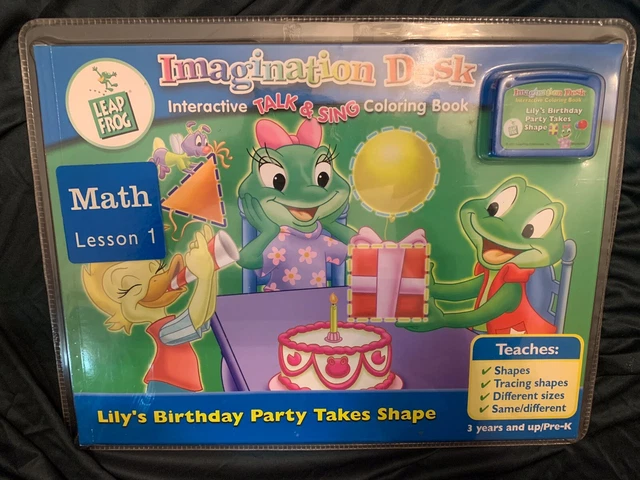 LEAP
FROG
Imagination Desk
Interactive TALK & SING Coloring Book
Imagination Desk
Interactive Coloring Book
Lily's Birthday
Party Takes
Shape
Math
Lesson 1
Teaches:
✓ Shapes
✓ Tracing shapes
✓ Different sizes
✓ Same/different
Lily's Birthday Party Takes Shape
3 years and up/Pre-K